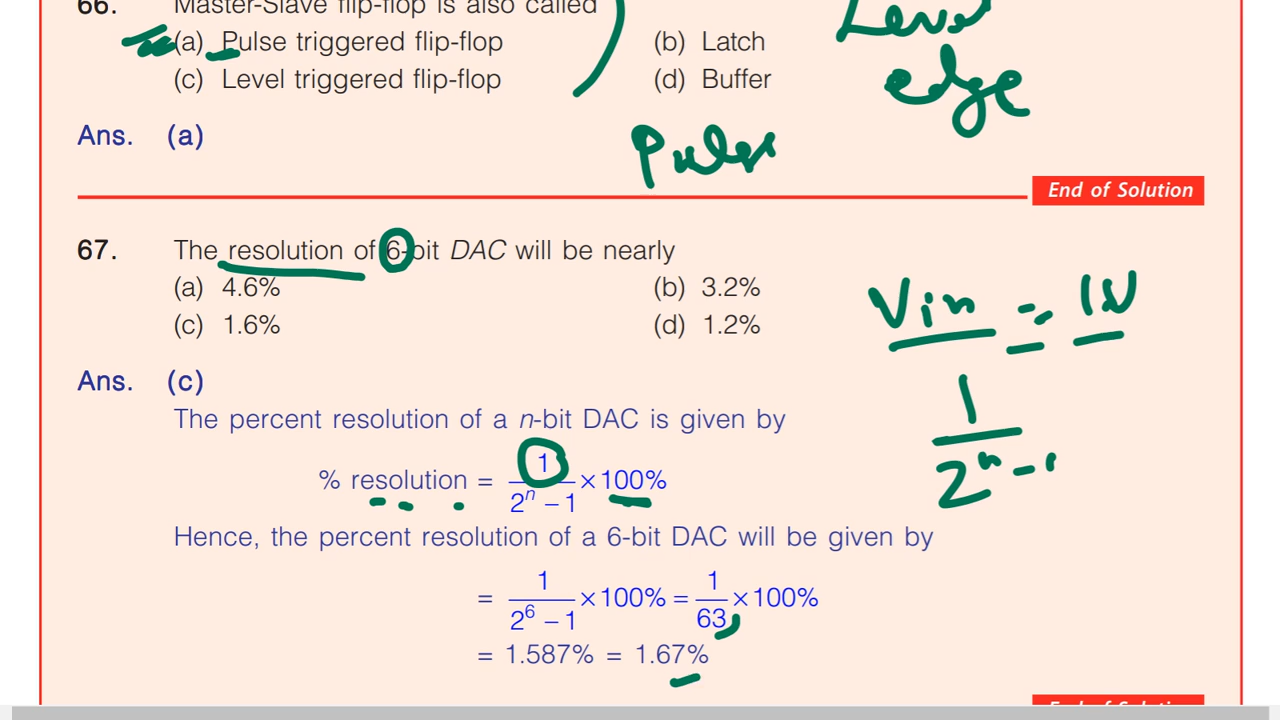 66. Master-Slave flip-flop is also called
(a) Pulse triggered flip-flop (b) Latch
(c) Level triggered flip-flop (d) Buffer
Level
edge
Ans. (a)
Pulse
End of Solution
67. The resolution of 6-bit DAC will be nearly
(a) 4.6% (b) 3.2%
(c) 1.6% (d) 1.2%
Vin = 1V
Ans. (c)
The percent resolution of a n-bit DAC is given by
1 / 2^n - 1
% resolution = 1 / 2^n – 1 × 100%
Hence, the percent resolution of a 6-bit DAC will be given by
= 1 / 2^6 – 1 × 100% = 1 / 63 × 100%
= 1.587% = 1.67%
End of Solution